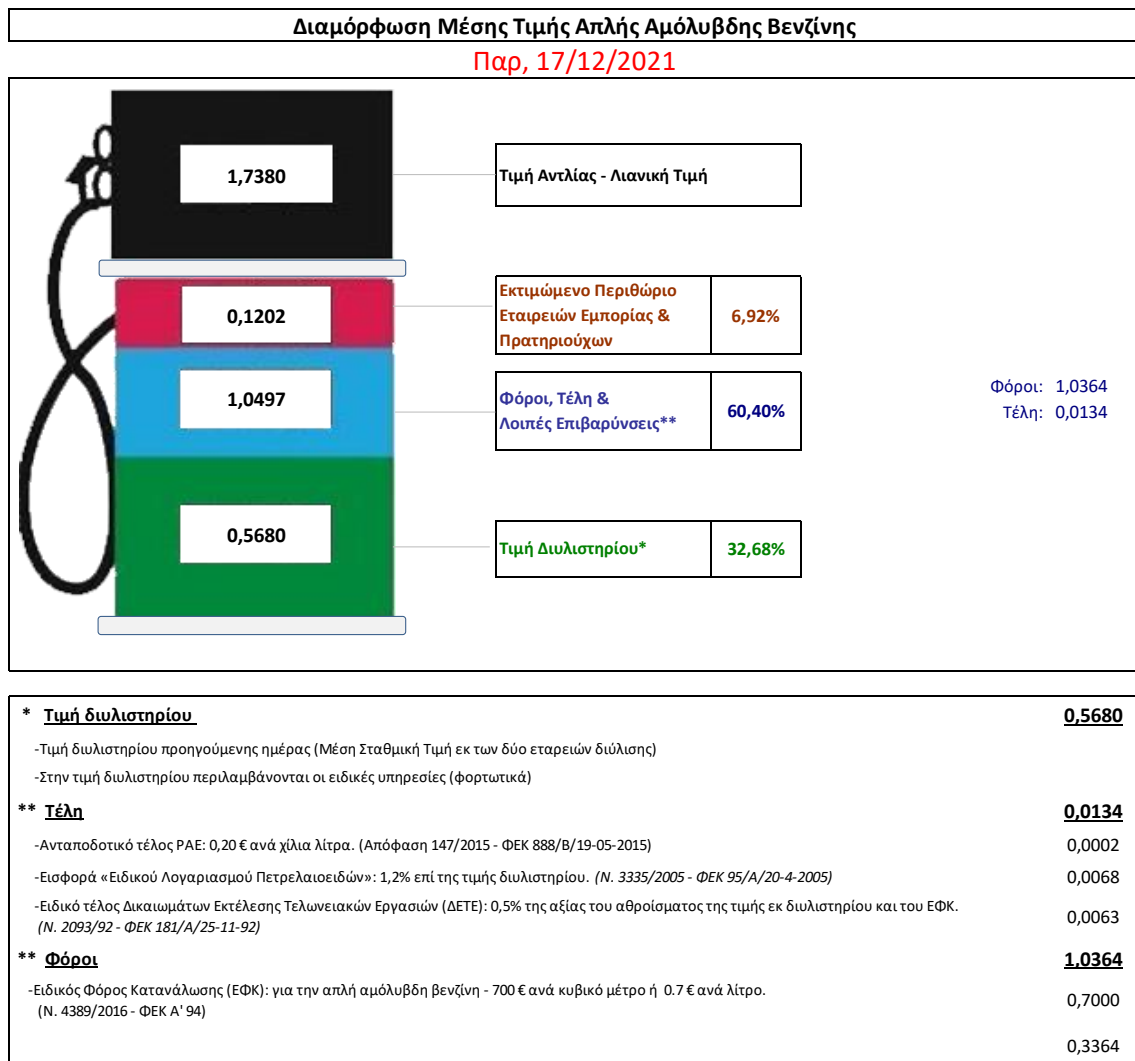 Διαμόρφωση Μέσης Τιμής Απλής Αμόλυβδης Βενζίνης
Παρ, 17/12/2021
1,7380
Τιμή Αντλίας - Λιανική Τιμή
0,1202
Εκτιμώμενο Περιθώριο
Εταιρειών Εμπορίας &
Πρατηριούχων
6,92%
1,0497
Φόροι, Τέλη &
Λοιπές Επιβαρύνσεις**
60,40%
Φόροι: 1,0364
Τέλη: 0,0134
0,5680
Τιμή Διυλιστηρίου*
32,68%
* Τιμή διυλιστηρίου 0,5680
-Τιμή διυλιστηρίου προηγούμενης ημέρας (Μέση Σταθμική Τιμή εκ των δύο εταρειών διύλισης)
-Στην τιμή διυλιστηρίου περιλαμβάνονται οι ειδικές υπηρεσίες (φορτωτικά)
** Τέλη 0,0134
-Ανταποδοτικό τέλος ΡΑΕ: 0,20 € ανά χίλια λίτρα. (Απόφαση 147/2015 - ΦΕΚ 888/Β/19-05-2015) 0,0002
-Εισφορά «Ειδικού Λογαριασμού Πετρελαιοειδών»: 1,2% επί της τιμής διυλιστηρίου. (Ν. 3335/2005 - ΦΕΚ 95/Α/20-4-2005) 0,0068
-Ειδικό τέλος Δικαιωμάτων Εκτέλεσης Τελωνειακών Εργασιών (ΔΕΤΕ): 0,5% της αξίας του αθροίσματος της τιμής εκ διυλιστηρίου και του ΕΦΚ.
(Ν. 2093/92 - ΦΕΚ 181/Α/25-11-92) 0,0063
** Φόροι 1,0364
-Ειδικός Φόρος Κατανάλωσης (ΕΦΚ): για την απλή αμόλυβδη βενζίνη - 700 € ανά κυβικό μέτρο ή 0.7 € ανά λίτρο.
(Ν. 4389/2016 - ΦΕΚ Α' 94) 0,7000
0,3364